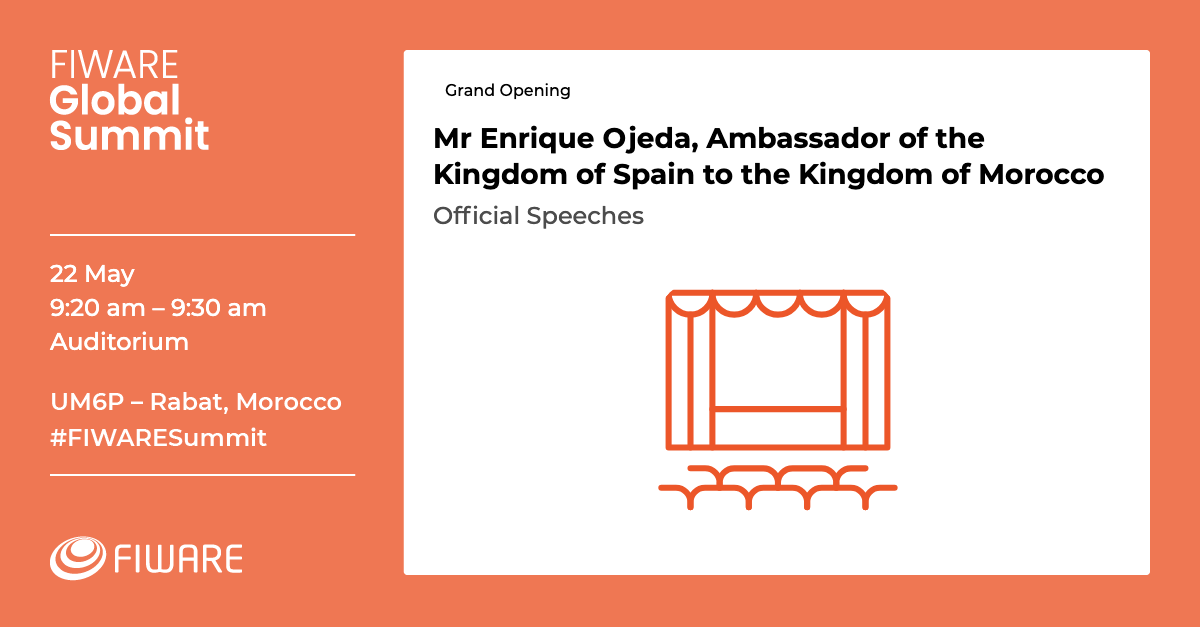 FIWARE
Global
Summit
22 May
9:20 am – 9:30 am
Auditorium
UM6P – Rabat, Morocco
#FIWARESummit
FIWARE
Grand Opening
Mr Enrique Ojeda, Ambassador of the
Kingdom of Spain to the Kingdom of Morocco
Official Speeches